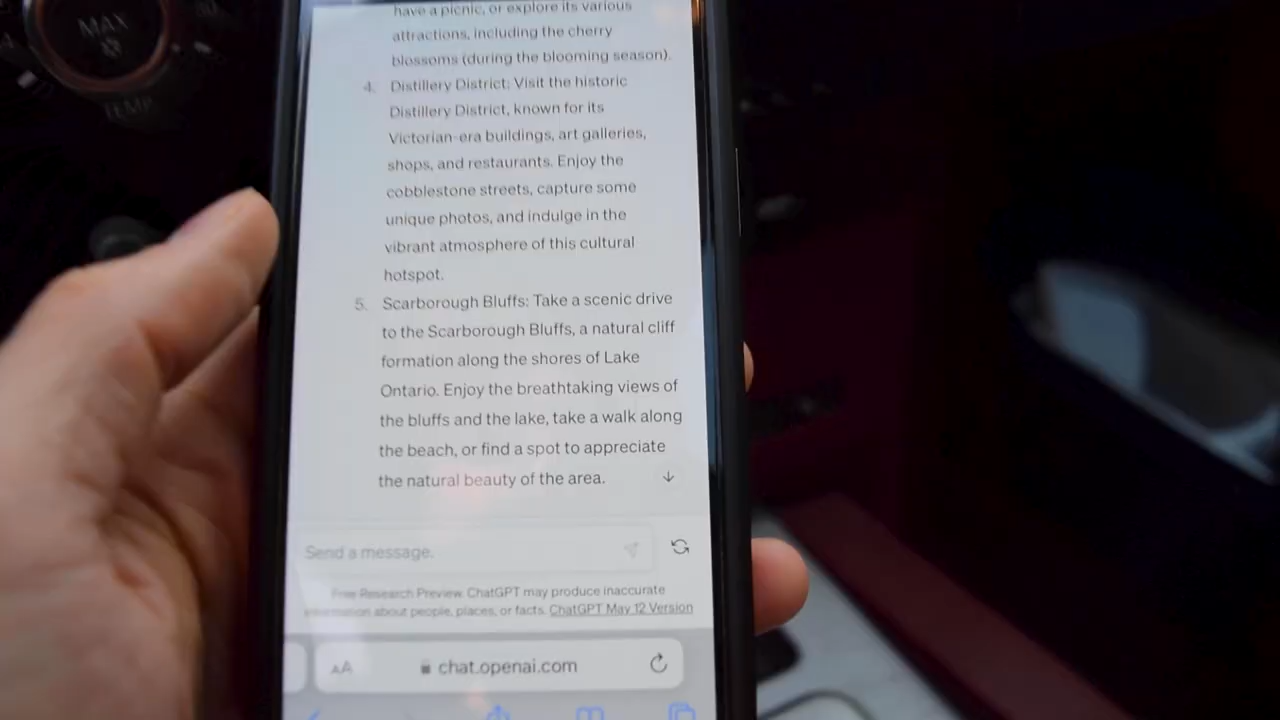 MAX
TEMP
have a picnic, or explore its various
attractions, including the cherry
blossoms (during the blooming season).
4. Distillery District: Visit the historic
Distillery District, known for its
Victorian-era buildings, art galleries,
shops, and restaurants. Enjoy the
cobblestone streets, capture some
unique photos, and indulge in the
vibrant atmosphere of this cultural
hotspot.
5. Scarborough Bluffs: Take a scenic drive
to the Scarborough Bluffs, a natural cliff
formation along the shores of Lake
Ontario. Enjoy the breathtaking views of
the bluffs and the lake, take a walk along
the beach, or find a spot to appreciate
the natural beauty of the area.
Send a message.
Free Research Preview. ChatGPT may produce inaccurate
information about people, places, or facts. ChatGPT May 12 Version
AA
chat.openai.com